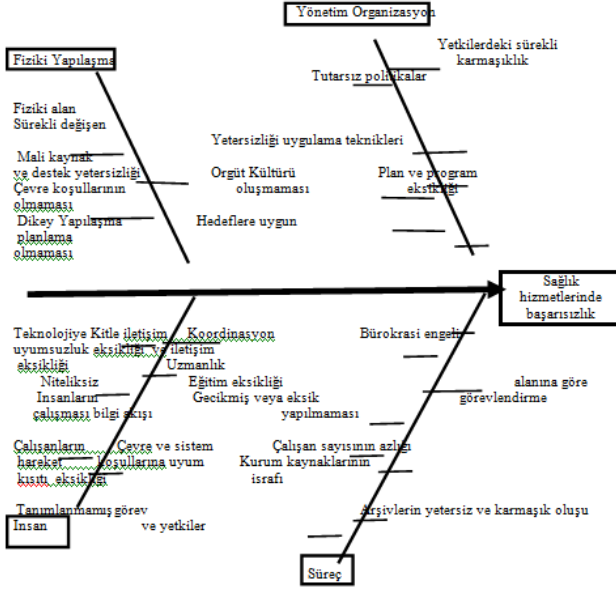 Yönetim Organizasyon
Yetkilerdeki sürekli
karmaşıklık
Fiziki Yapılaşma
Tutarsız politikalar
Fiziki alan
Sürekli değişen
Yetersizliği uygulama teknikleri
Mali kaynak
ve destek yetersizliği
Orgüt Kültürü
oluşmaması
Plan ve program
eksikliği
Çevre koşullarının
olmaması
Dikey Yapılaşma
planlama
olmaması
Hedeflere uygun
Sağlık
hizmetlerinde
başarısızlık
Teknolojiye Kitle iletişim Koordinasyon
uyumsuzluk eksikliği ve iletişim
eksikliği Uzmanlık
Bürokrasi engeli
Niteliksiz Eğitim eksikliği
alanına göre
İnsanların Gecikmiş veya eksik
görevlendirme
çalışması bilgi akışı yapılmaması
Çalışanların Çevre ve sistem
Çalışan sayısının azlığı
hareket koşullarına uyum
Kurum kaynaklarının
kısıtı eksikliği
israfı
Tanımlanmamış görev
ve yetkiler
Arşivlerin yetersiz ve karmaşık oluşu
İnsan
Süreç